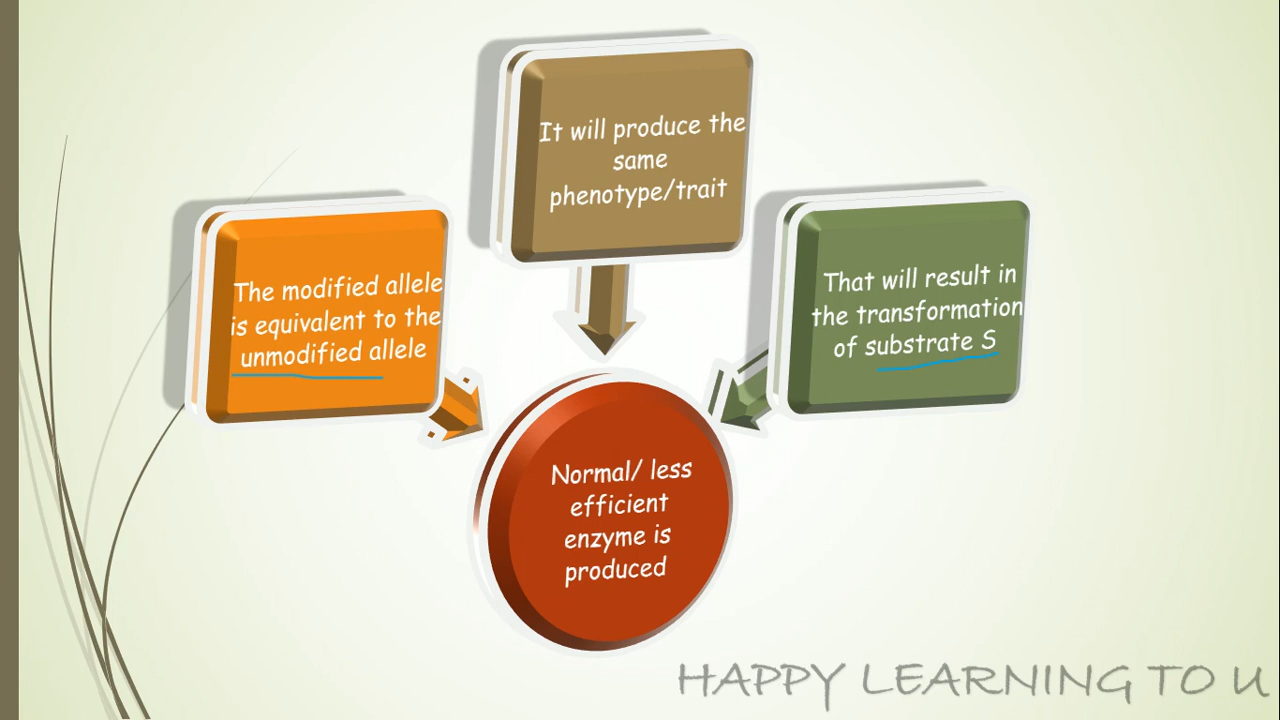 It will produce the
same
phenotype/trait
The modified allele
is equivalent to the
unmodified allele
That will result in
the transformation
of substrate S
Normal/ less
efficient
enzyme is
produced
HAPPY LEARNING TO U